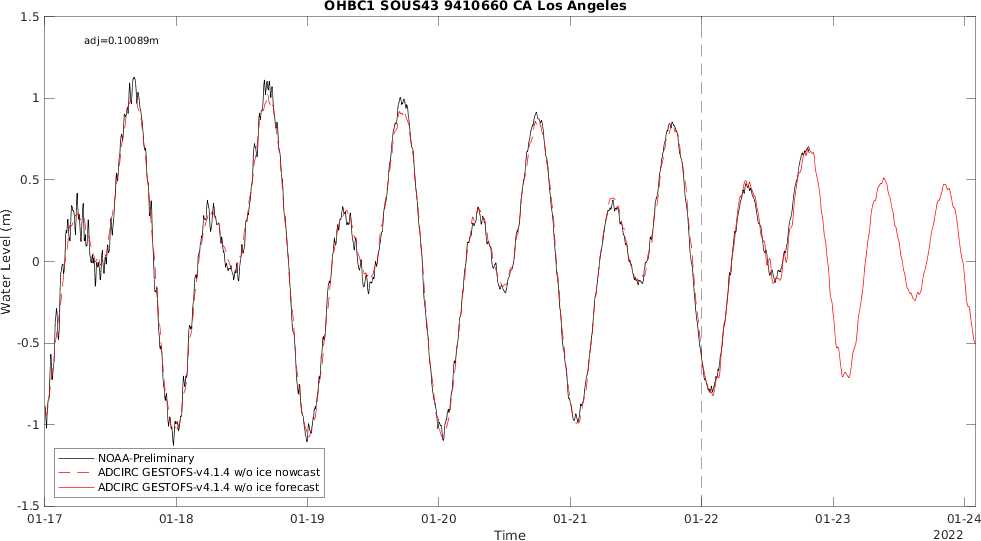 OHBC1 SOUS43 9410660 CA Los Angeles
adj=0.10089m
1.5
1
0.5
0
-0.5
-1
-1.5
Water Level (m)
NOAA-Preliminary
ADCIRC GESTOFS-v4.1.4 w/o ice nowcast
ADCIRC GESTOFS-v4.1.4 w/o ice forecast
01-17 01-18 01-19 01-20 01-21 01-22 01-23 01-24
Time
2022